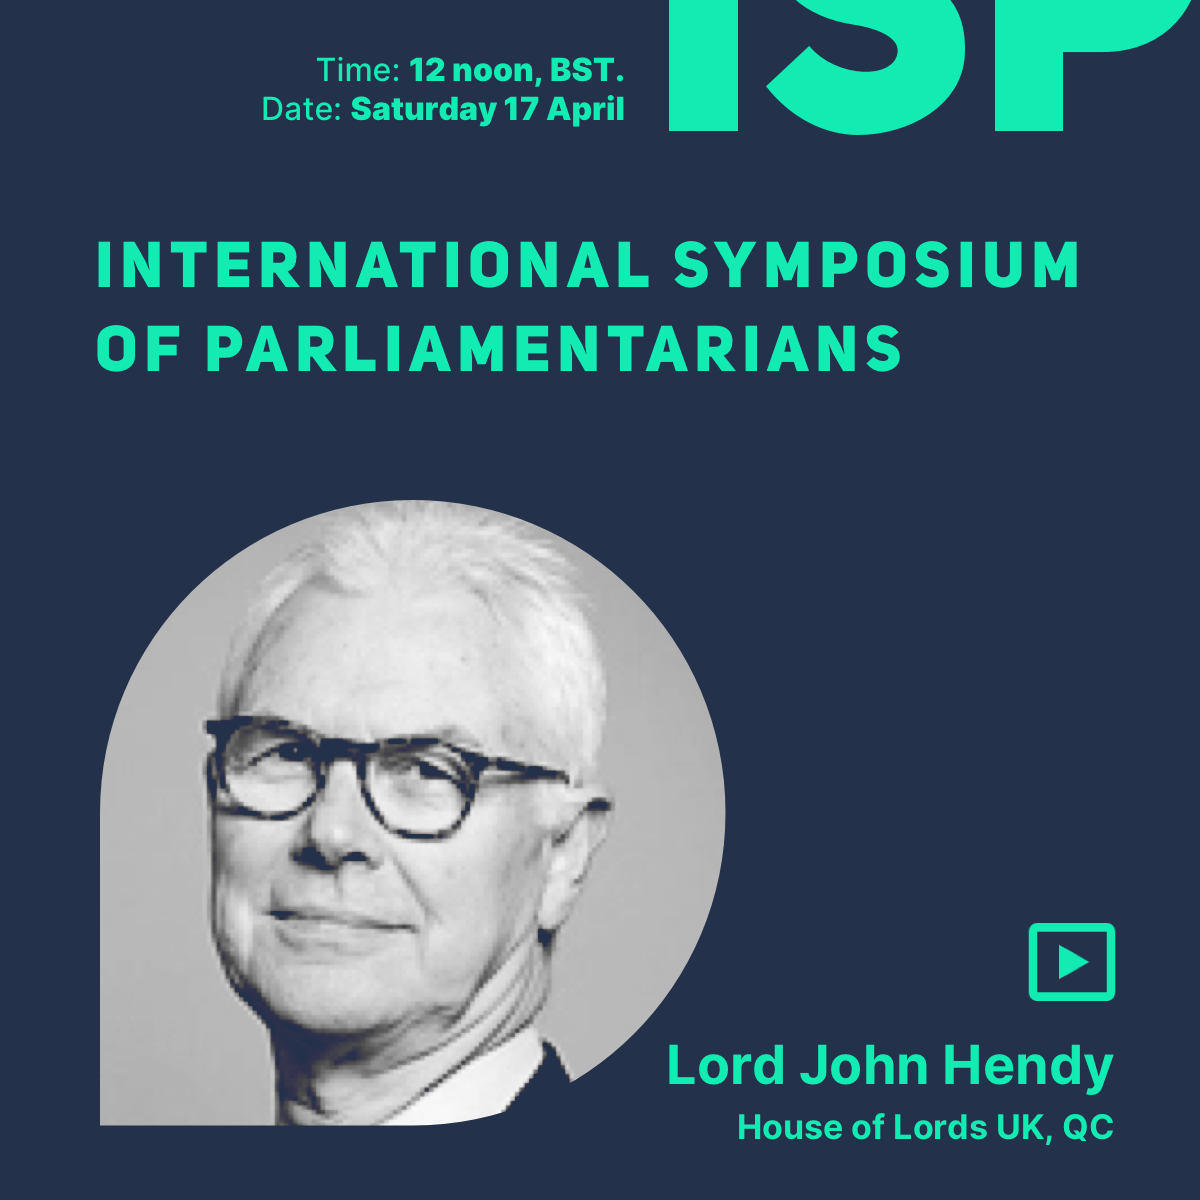 ISP
Time: 12 noon, BST.
Date: Saturday 17 April
INTERNATIONAL SYMPOSIUM
OF PARLIAMENTARIANS
Lord John Hendy
House of Lords UK, QC